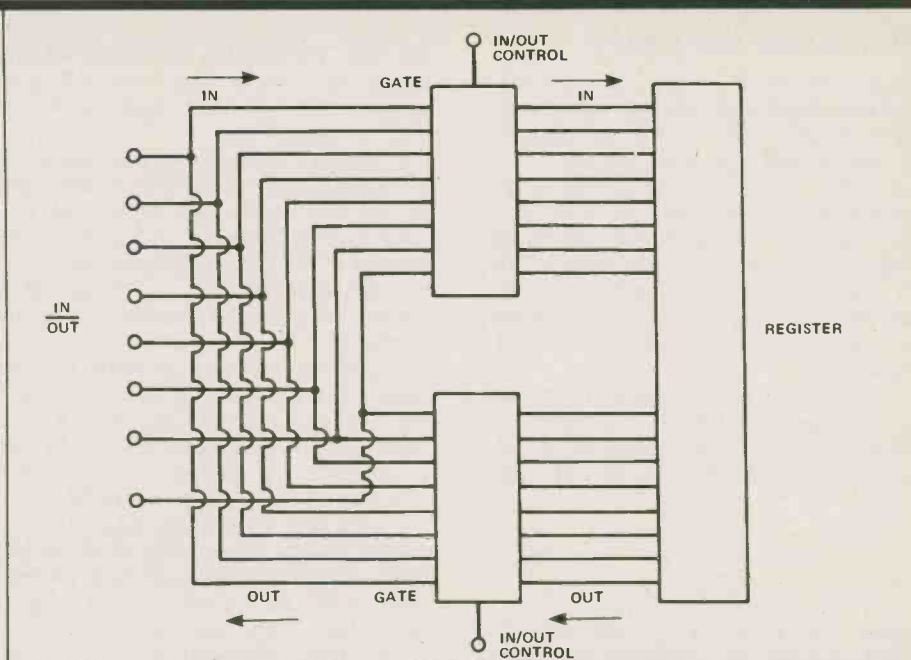 IN/OUT
CONTROL
GATE
IN
IN
IN
OUT
REGISTER
OUT
GATE
OUT
IN/OUT
CONTROL